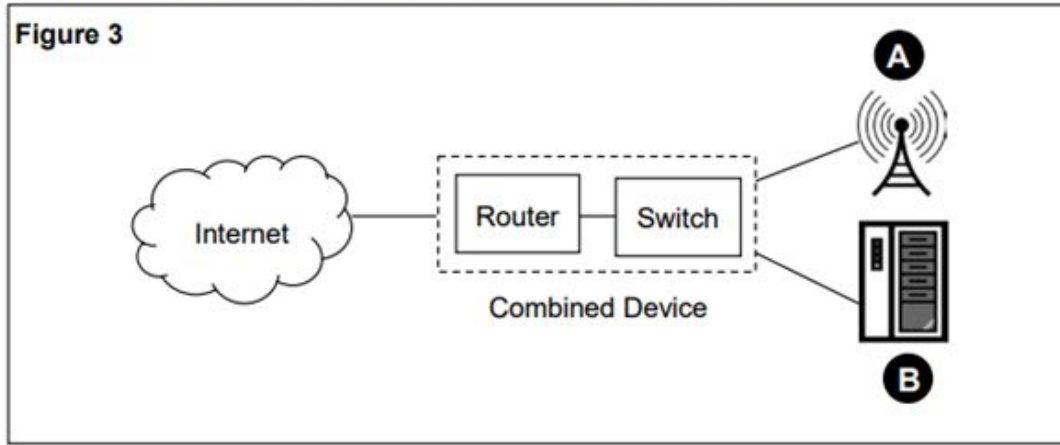 Figure 3
A
Internet
Router
Switch
Combined Device
B